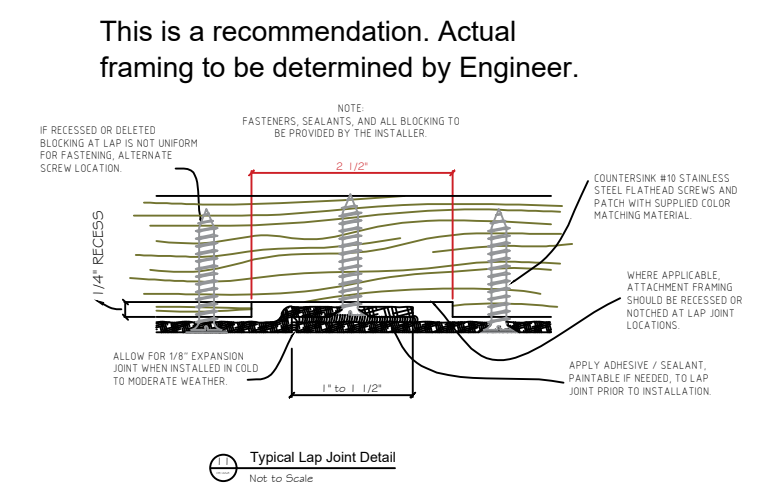 This is a recommendation. Actual
framing to be determined by Engineer.
NOTE:
FASTENERS, SEALANTS, AND ALL BLOCKING TO
BE PROVIDED BY THE INSTALLER.
IF RECESSED OR DELETED
BLOCKING AT LAP IS NOT UNIFORM
FOR FASTENING, ALTERNATE
SCREW LOCATION.
2 1/2"
COUNTERSINK #10 STAINLESS
STEEL FLATHEAD SCREWS AND
PATCH WITH SUPPLIED COLOR
MATCHING MATERIAL.
1/4" RECESS
WHERE APPLICABLE,
ATTACHMENT FRAMING
SHOULD BE RECESSED OR
NOTCHED AT LAP JOINT
LOCATIONS.
ALLOW FOR 1/8" EXPANSION
JOINT WHEN INSTALLED IN COLD
TO MODERATE WEATHER.
APPLY ADHESIVE / SEALANT,
PAINTABLE IF NEEDED, TO LAP
JOINT PRIOR TO INSTALLATION.
1" to 1 1/2"
Typical Lap Joint Detail
Not to Scale